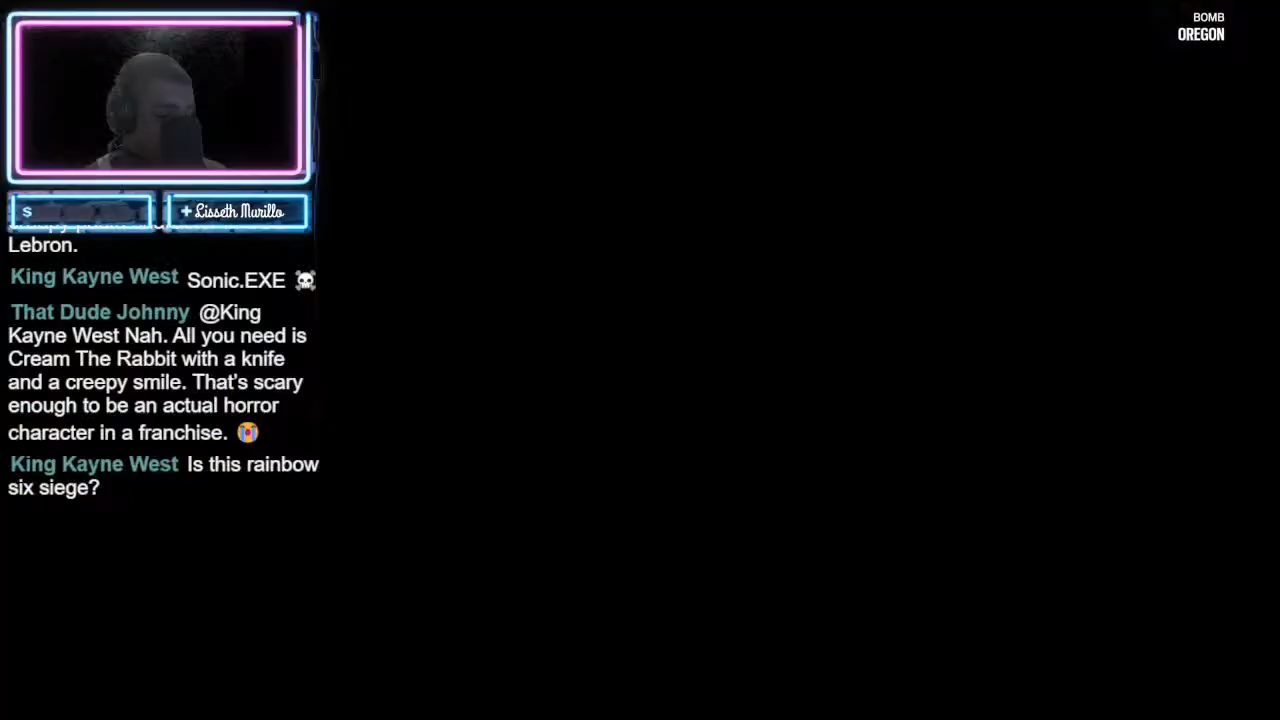 BOMB
OREGON
$
+ Lisseth Murillo
Lebron.
King Kayne West Sonic.EXE ☠
That Dude Johnny @King
Kayne West Nah. All you need is
Cream The Rabbit with a knife
and a creepy smile. That's scary
enough to be an actual horror
character in a franchise. 😭
King Kayne West Is this rainbow
six siege?